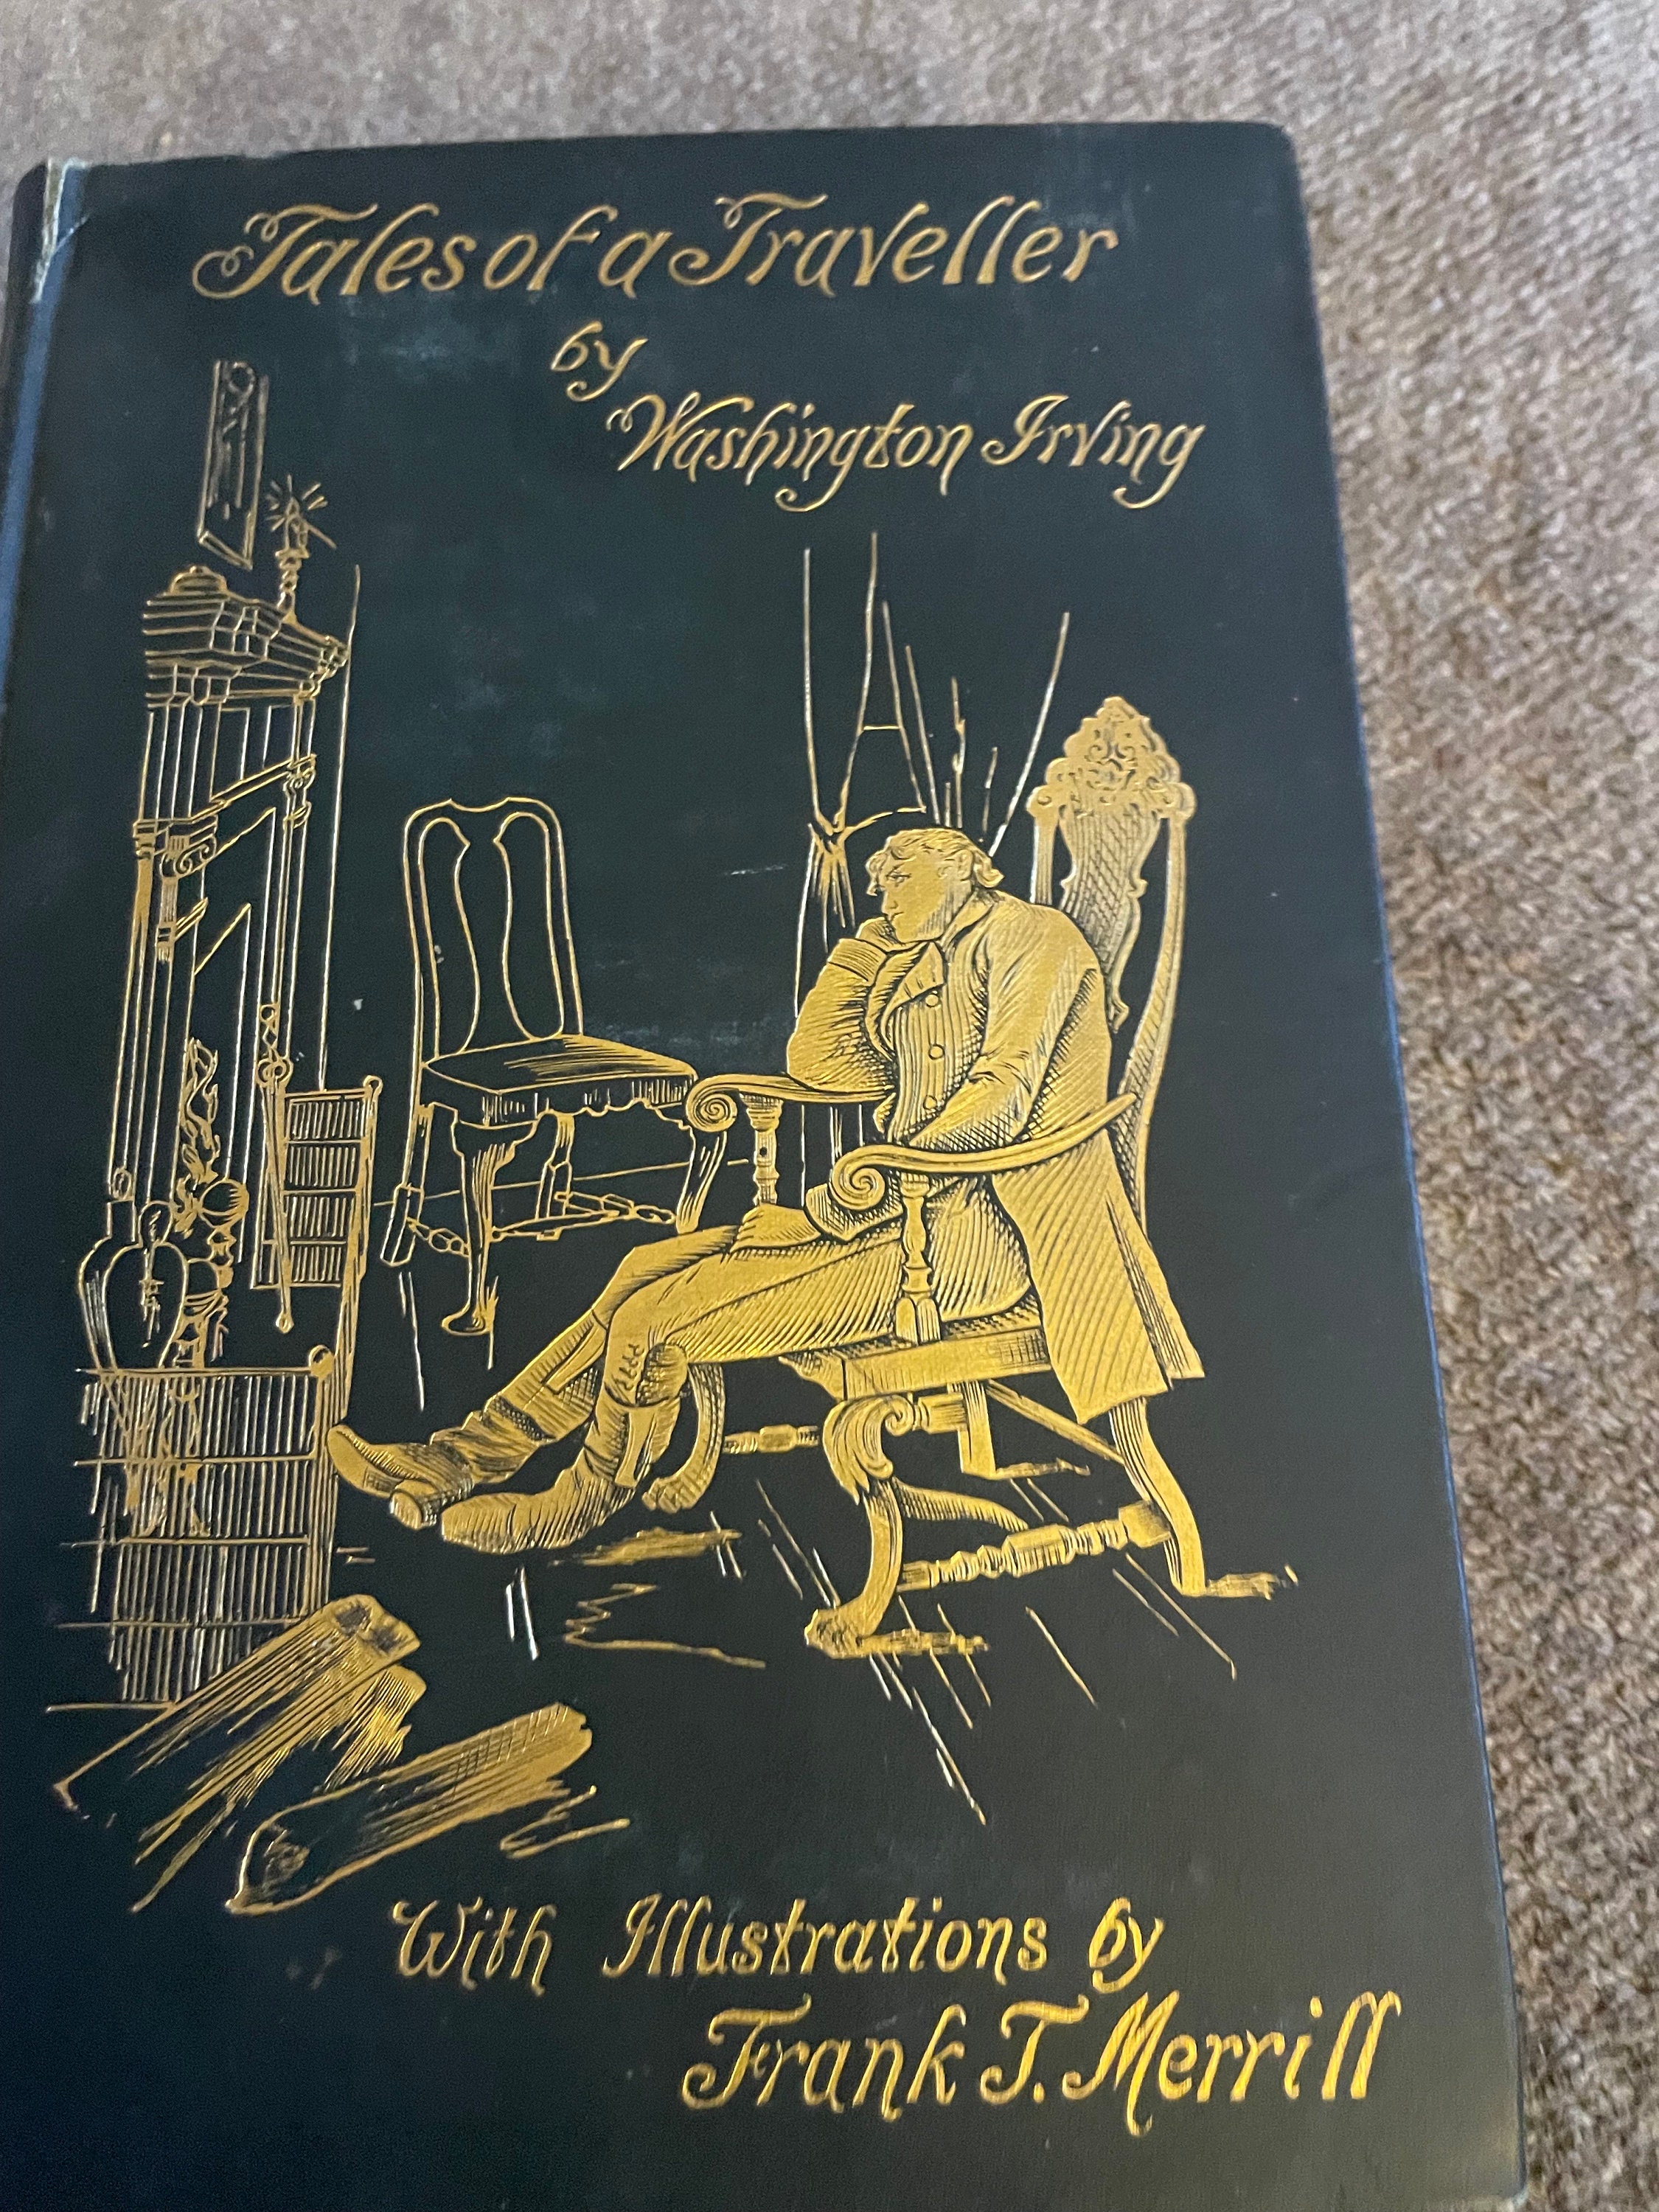 Tales of a Traveller
by
Washington Irving
With Illustrations by
Frank T. Merrill